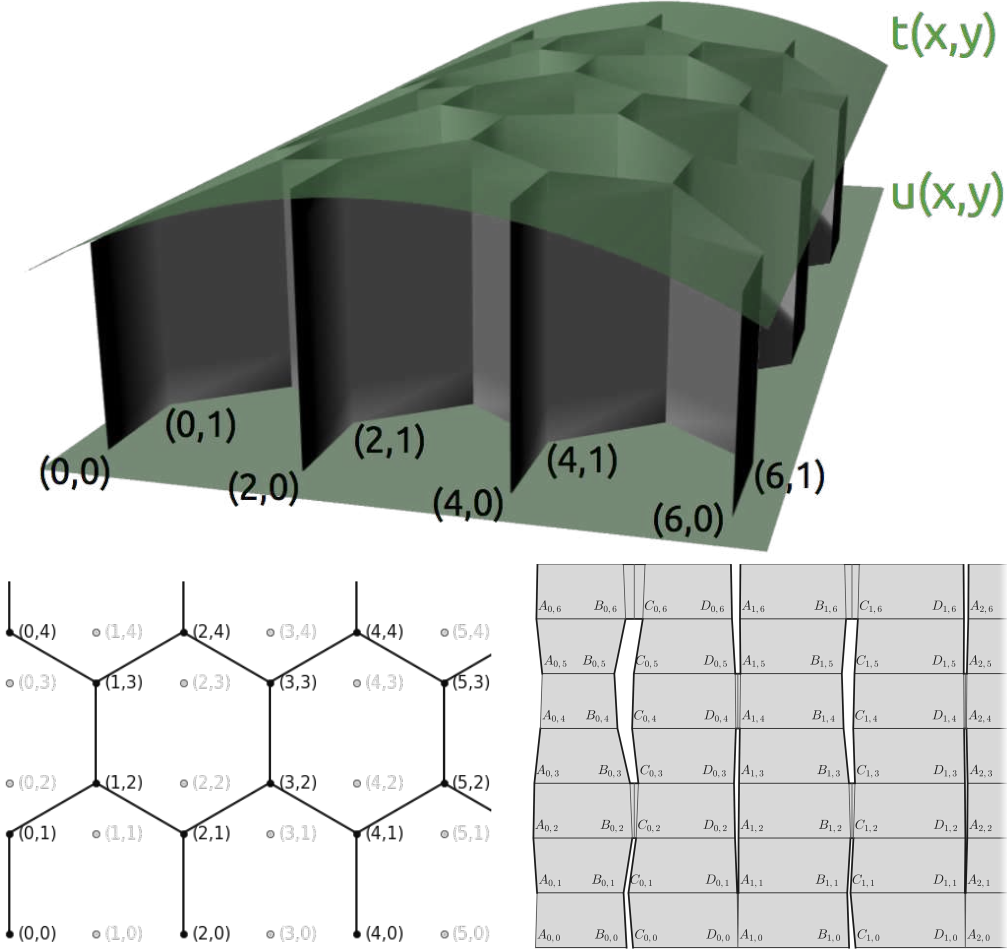 t(x,y)
u(x,y)
(0,1)
(2,1)
(4,1)
(6,1)
(0,0)
(2,0)
(4,0)
(6,0)
(0,4) (1,4) (2,4) (3,4) (4,4) (5,4)
(0,3) (1,3) (2,3) (3,3) (4,3) (5,3)
(0,2) (1,2) (2,2) (3,2) (4,2) (5,2)
(0,1) (1,1) (2,1) (3,1) (4,1) (5,1)
(0,0) (1,0) (2,0) (3,0) (4,0) (5,0)
A0,6 B0,6 C0,6 D0,6 A1,6 B1,6 C1,6 D1,6 A2,6
A0,5 B0,5 C0,5 D0,5 A1,5 B1,5 C1,5 D1,5 A2,5
A0,4 B0,4 C0,4 D0,4 A1,4 B1,4 C1,4 D1,4 A2,4
A0,3 B0,3 C0,3 D0,3 A1,3 B1,3 C1,3 D1,3 A2,3
A0,2 B0,2 C0,2 D0,2 A1,2 B1,2 C1,2 D1,2 A2,2
A0,1 B0,1 C0,1 D0,1 A1,1 B1,1 C1,1 D1,1 A2,1
A0,0 B0,0 C0,0 D0,0 A1,0 B1,0 C1,0 D1,0 A2,0